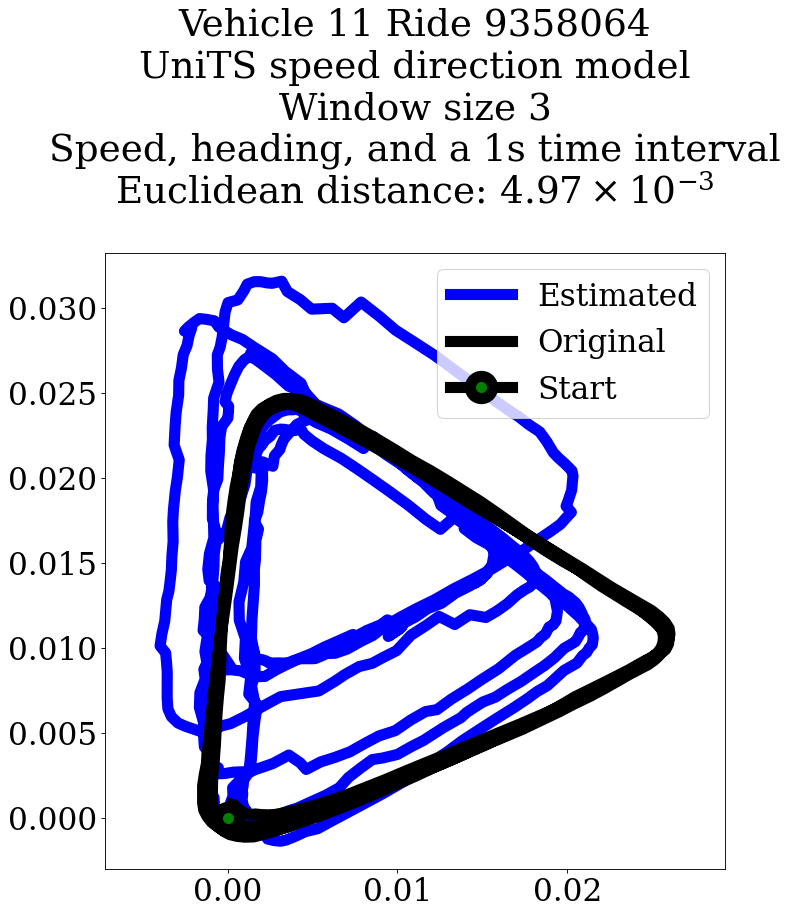 Vehicle 11 Ride 9358064
UniTS speed direction model
Window size 3
Speed, heading, and a 1s time interval
Euclidean distance: 4.97 × 10⁻³
Estimated
Original
Start
0.030
0.025
0.020
0.015
0.010
0.005
0.000
0.00 0.01 0.02